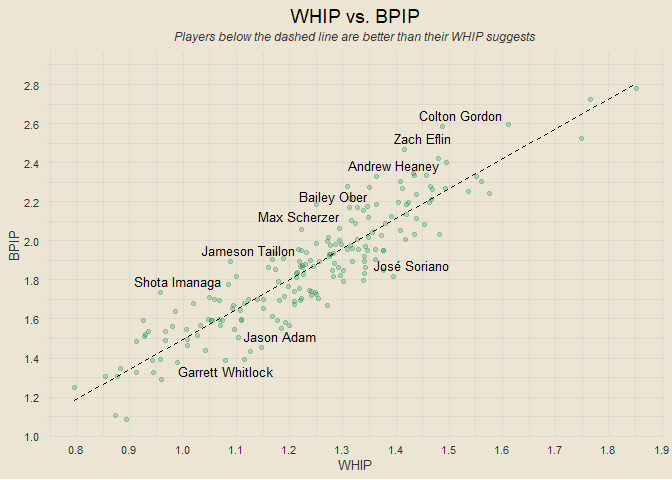 WHIP vs. BPIP
Players below the dashed line are better than their WHIP suggests
2.8
2.6
2.4
2.2
2.0
1.8
1.6
1.4
1.2
1.0
BPIP
Colton Gordon
Zach Eflin
Andrew Heaney
Bailey Ober
Max Scherzer
Jameson Taillon
José Soriano
Shota Imanaga
Jason Adam
Garrett Whitlock
0.8 0.9 1.0 1.1 1.2 1.3 1.4 1.5 1.6 1.7 1.8 1.9
WHIP